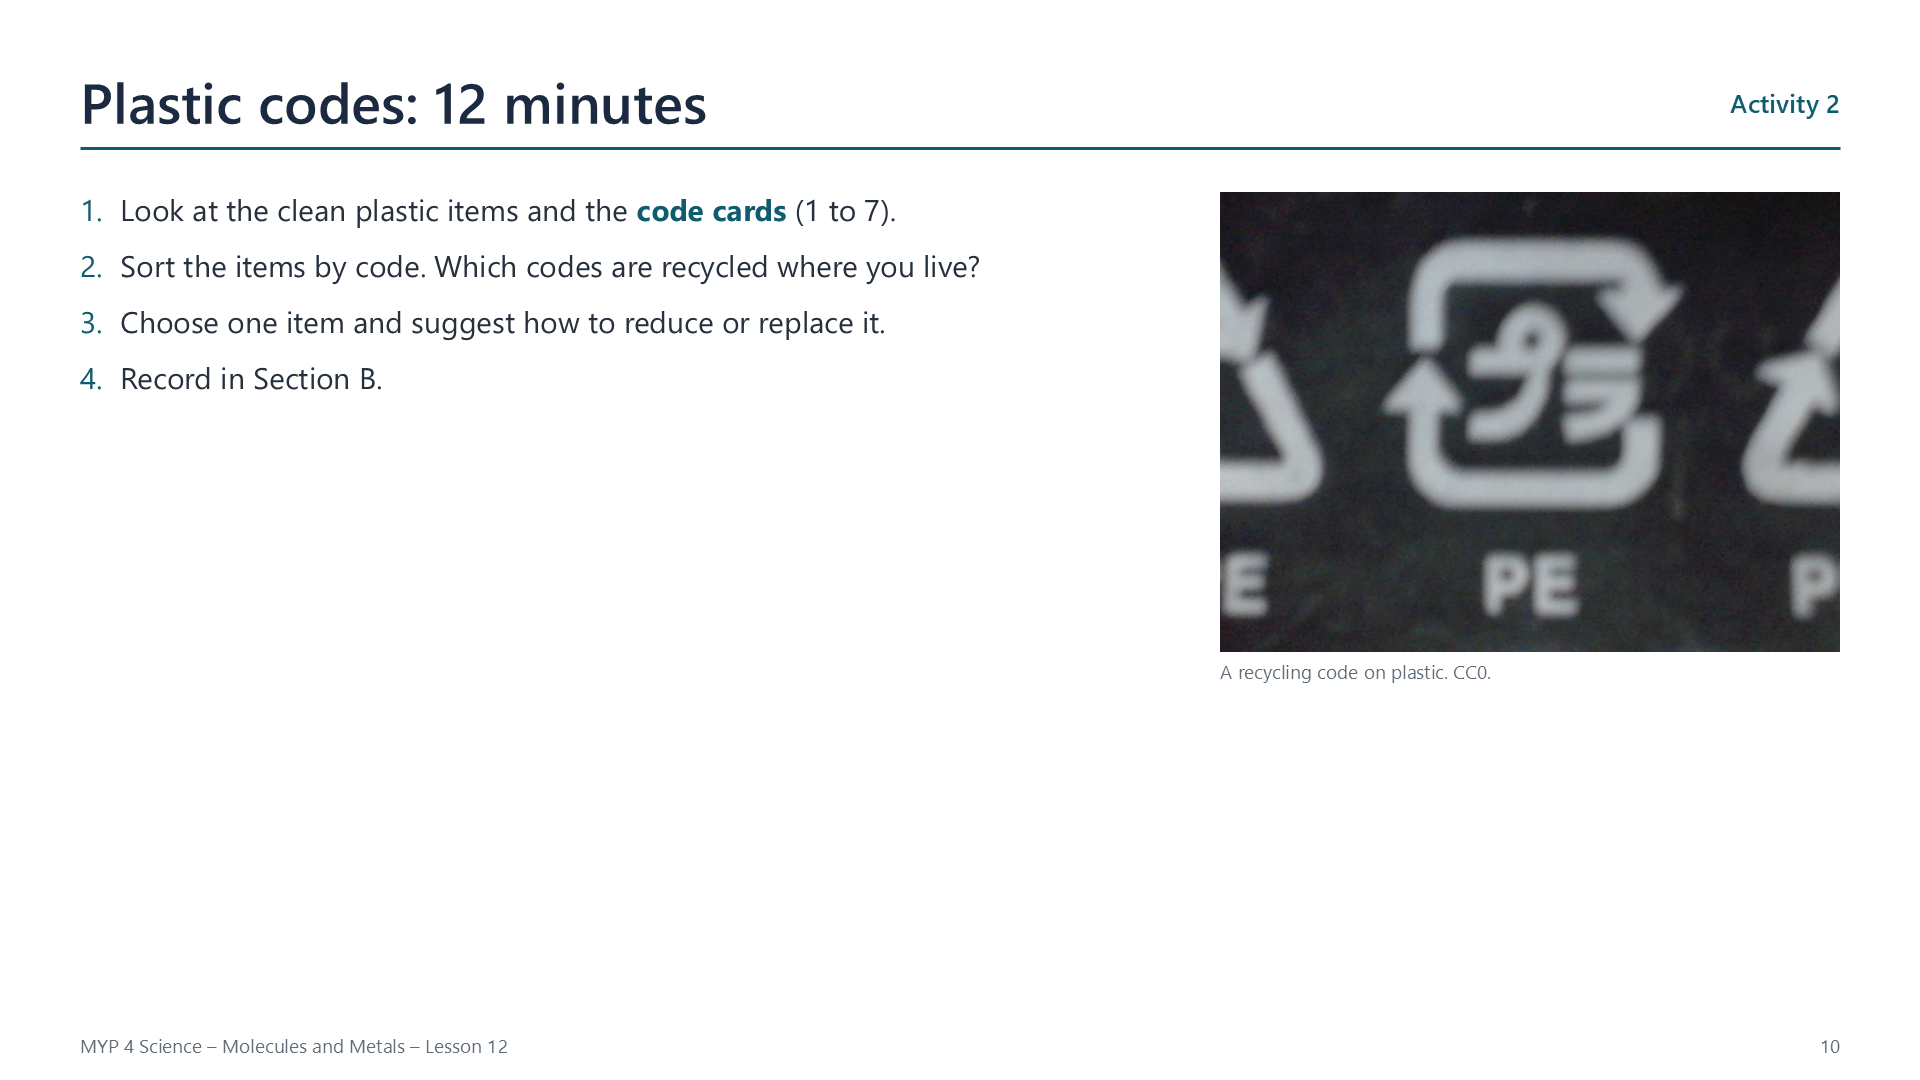 Plastic codes: 12 minutes
Activity 2
1. Look at the clean plastic items and the code cards (1 to 7).
2. Sort the items by code. Which codes are recycled where you live?
3. Choose one item and suggest how to reduce or replace it.
4. Record in Section B.
プラ
E
PE
P
A recycling code on plastic. CC0.
MYP 4 Science – Molecules and Metals – Lesson 12
10